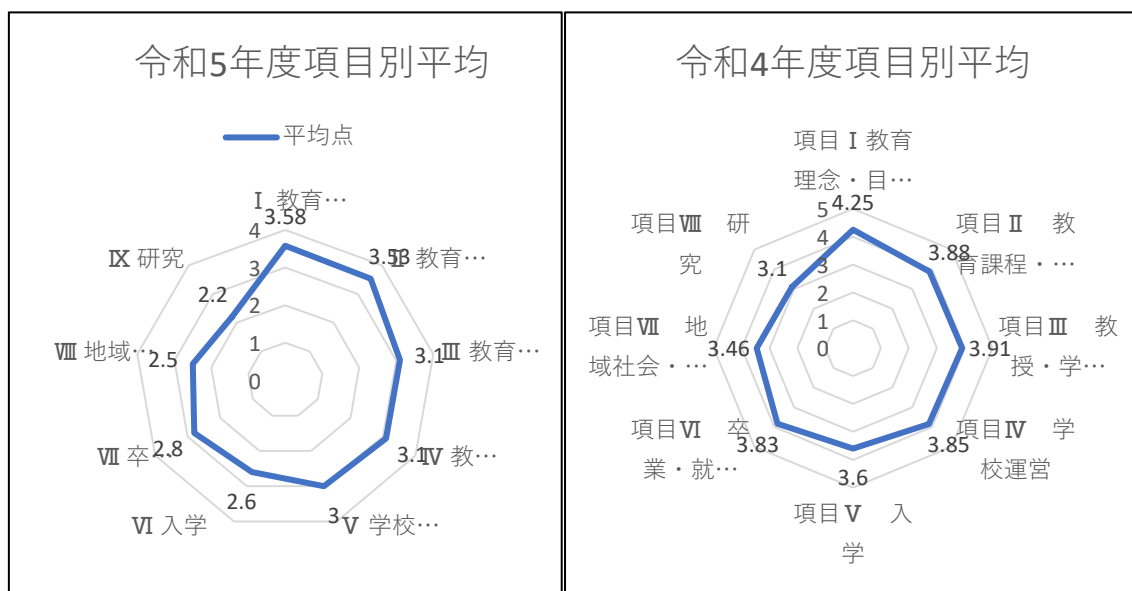 令和5年度項目別平均
平均点
Ⅰ 教育…
3.58
Ⅱ 教育…
3.53
Ⅲ 教育…
3.1
Ⅳ 教…
3.1
Ⅴ 学校…
3
Ⅵ 入学
2.6
Ⅶ 卒…
2.8
Ⅷ 地域…
2.5
Ⅸ 研究
2.2
4
3
2
1
0
令和4年度項目別平均
項目Ⅰ教育
理念・目…
4.25
項目Ⅱ 教
育課程・…
3.88
項目Ⅲ 教
授・学…
3.91
項目Ⅳ 学
校運営
3.85
項目Ⅴ 入
学
3.6
項目Ⅵ 卒
業・就…
3.83
項目Ⅶ 地
域社会・…
3.46
項目Ⅷ 研
究
3.1
5
4
3
2
1
0